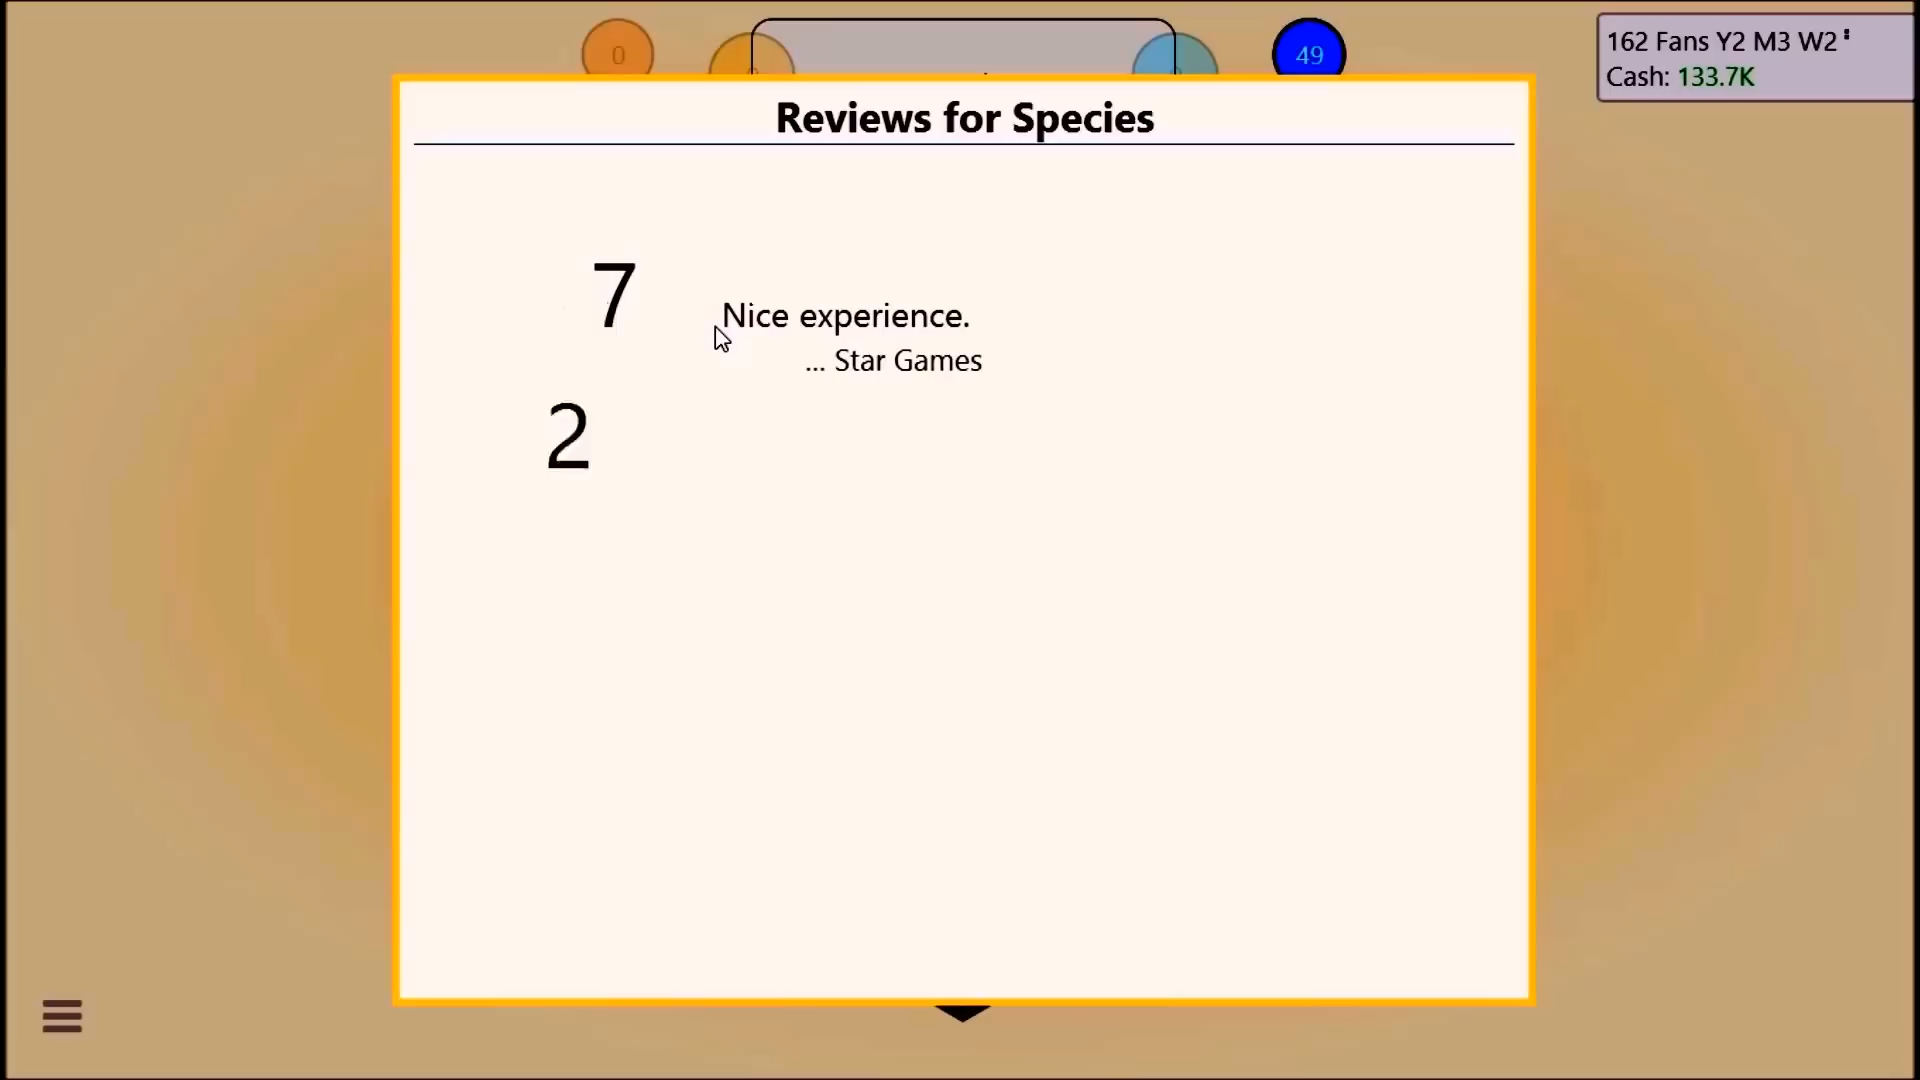 0
49
162 Fans Y2 M3 W2
Cash: 133.7K
Reviews for Species
7
Nice experience.
... Star Games
2